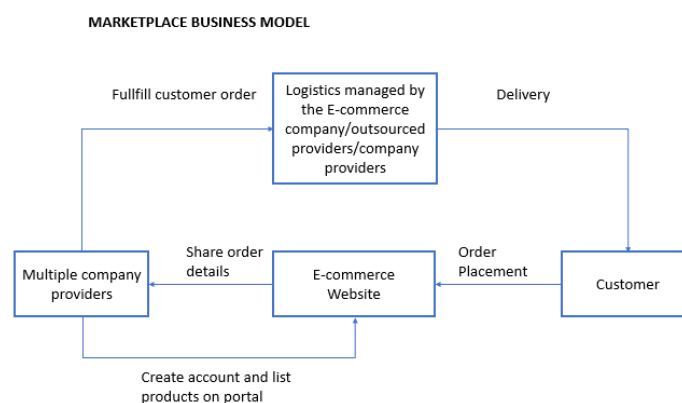 MARKETPLACE BUSINESS MODEL
Fullfill customer order
Logistics managed by
the E-commerce
company/outsourced
providers/company
providers
Delivery
Multiple company
providers
Share order
details
E-commerce
Website
Order
Placement
Customer
Create account and list
products on portal